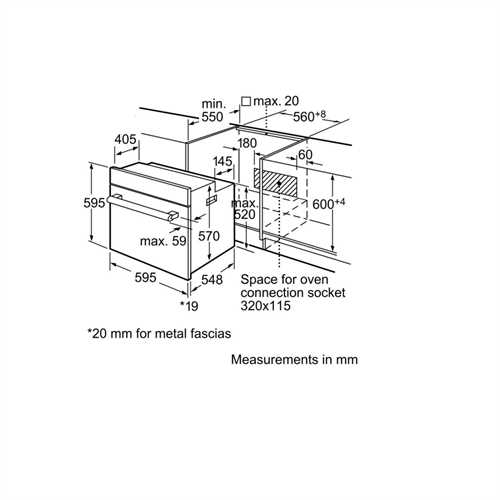 min.
550
□ max. 20
560+8
405
180
60
145
595
max.
520
600+4
max. 59
570
595
548
*19
Space for oven
connection socket
320x115
*20 mm for metal fascias
Measurements in mm